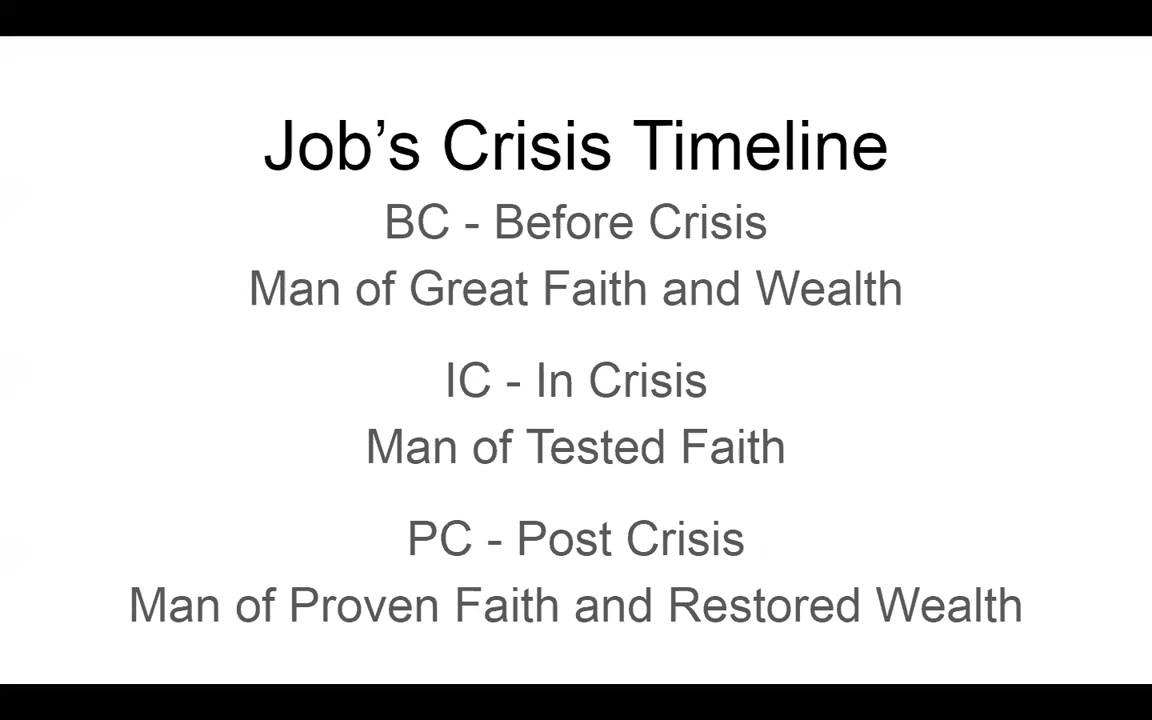 Job’s Crisis Timeline
BC - Before Crisis
Man of Great Faith and Wealth
IC - In Crisis
Man of Tested Faith
PC - Post Crisis
Man of Proven Faith and Restored Wealth